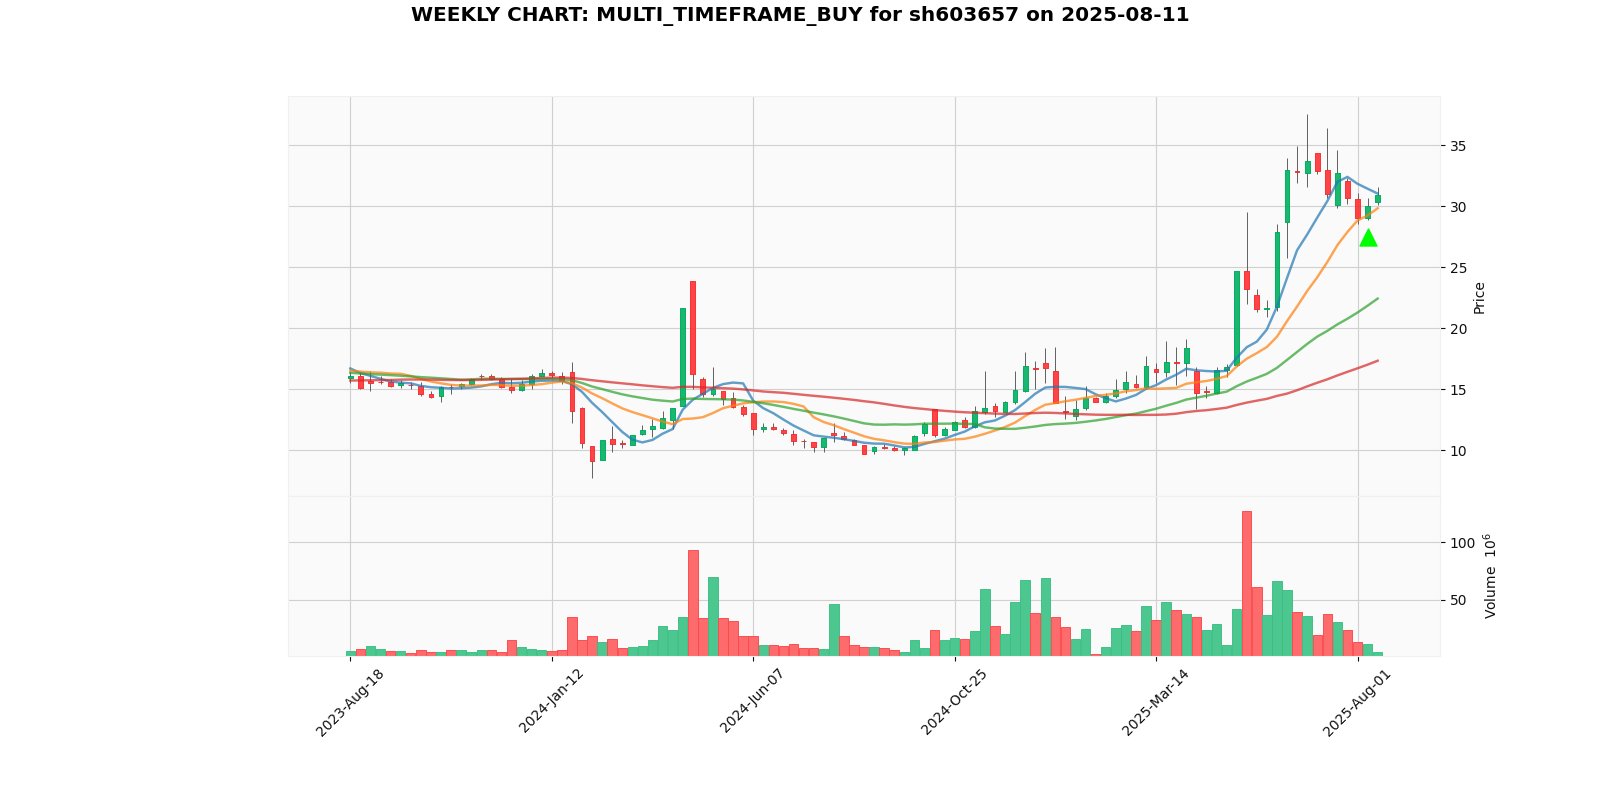 WEEKLY CHART: MULTI_TIMEFRAME_BUY for sh603657 on 2025-08-11
35
30
25
20
15
10
Price
100
50
Volume 10^6
2023-Aug-18
2024-Jan-12
2024-Jun-07
2024-Oct-25
2025-Mar-14
2025-Aug-01